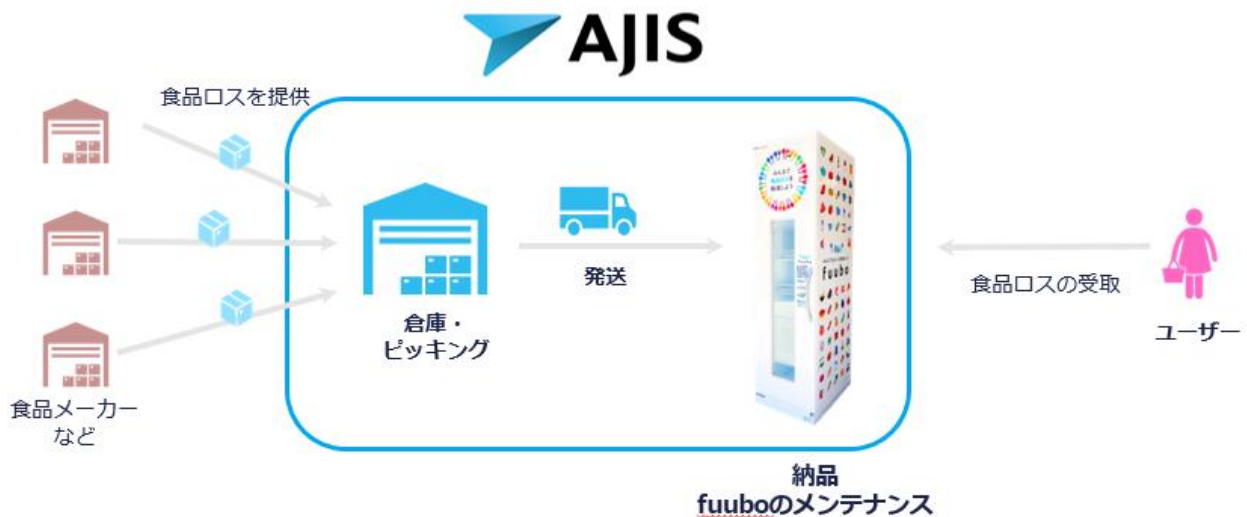 AJIS
食品ロスを提供
発送
倉庫・
ピッキング
食品メーカー
など
fuubo
食品ロスの受取
ユーザー
納品
fuuboのメンテナンス